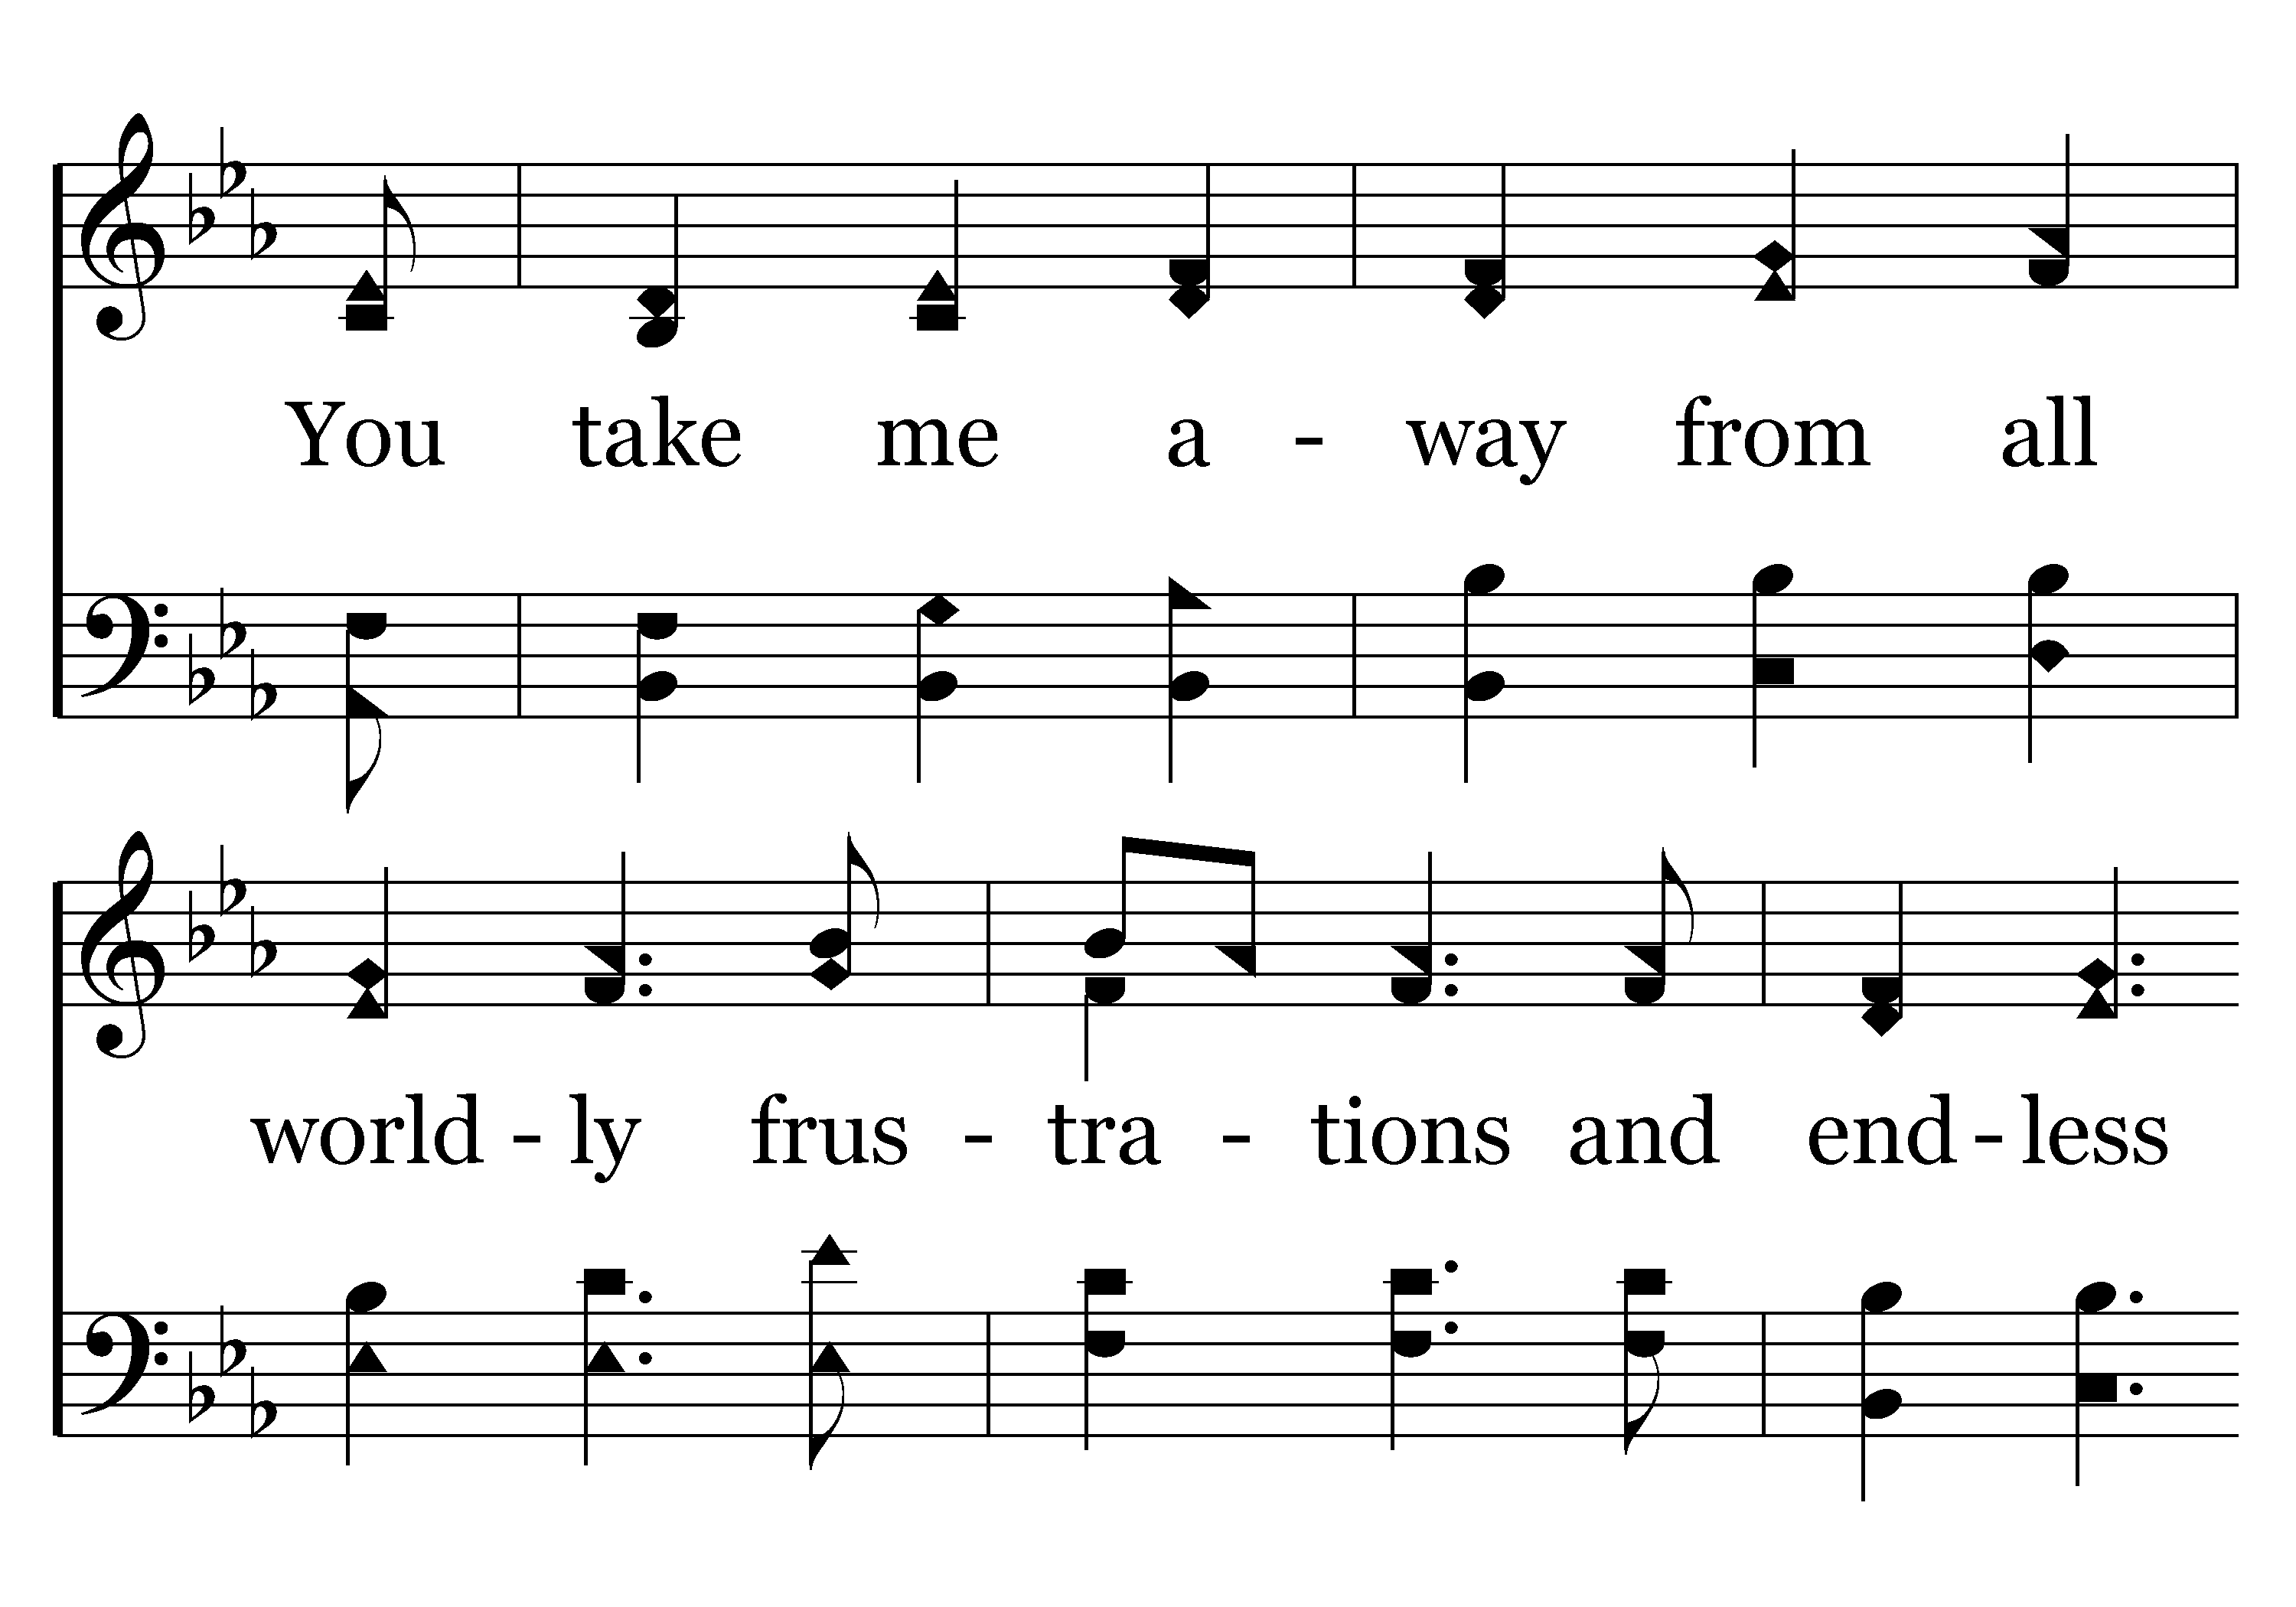 You take me a - way from all
world - ly frus - tra - tions and end - less